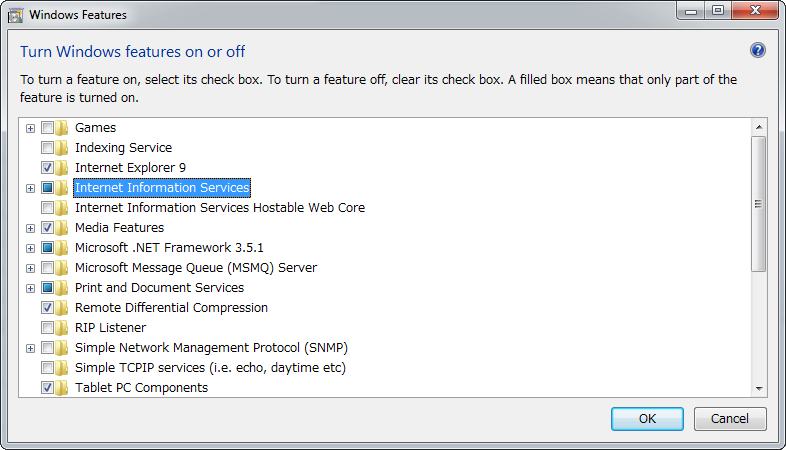 Windows Features
Turn Windows features on or off
To turn a feature on, select its check box. To turn a feature off, clear its check box. A filled box means that only part of the
feature is turned on.
Games
Indexing Service
Internet Explorer 9
Internet Information Services
Internet Information Services Hostable Web Core
Media Features
Microsoft .NET Framework 3.5.1
Microsoft Message Queue (MSMQ) Server
Print and Document Services
Remote Differential Compression
RIP Listener
Simple Network Management Protocol (SNMP)
Simple TCPIP services (i.e. echo, daytime etc)
Tablet PC Components
OK Cancel